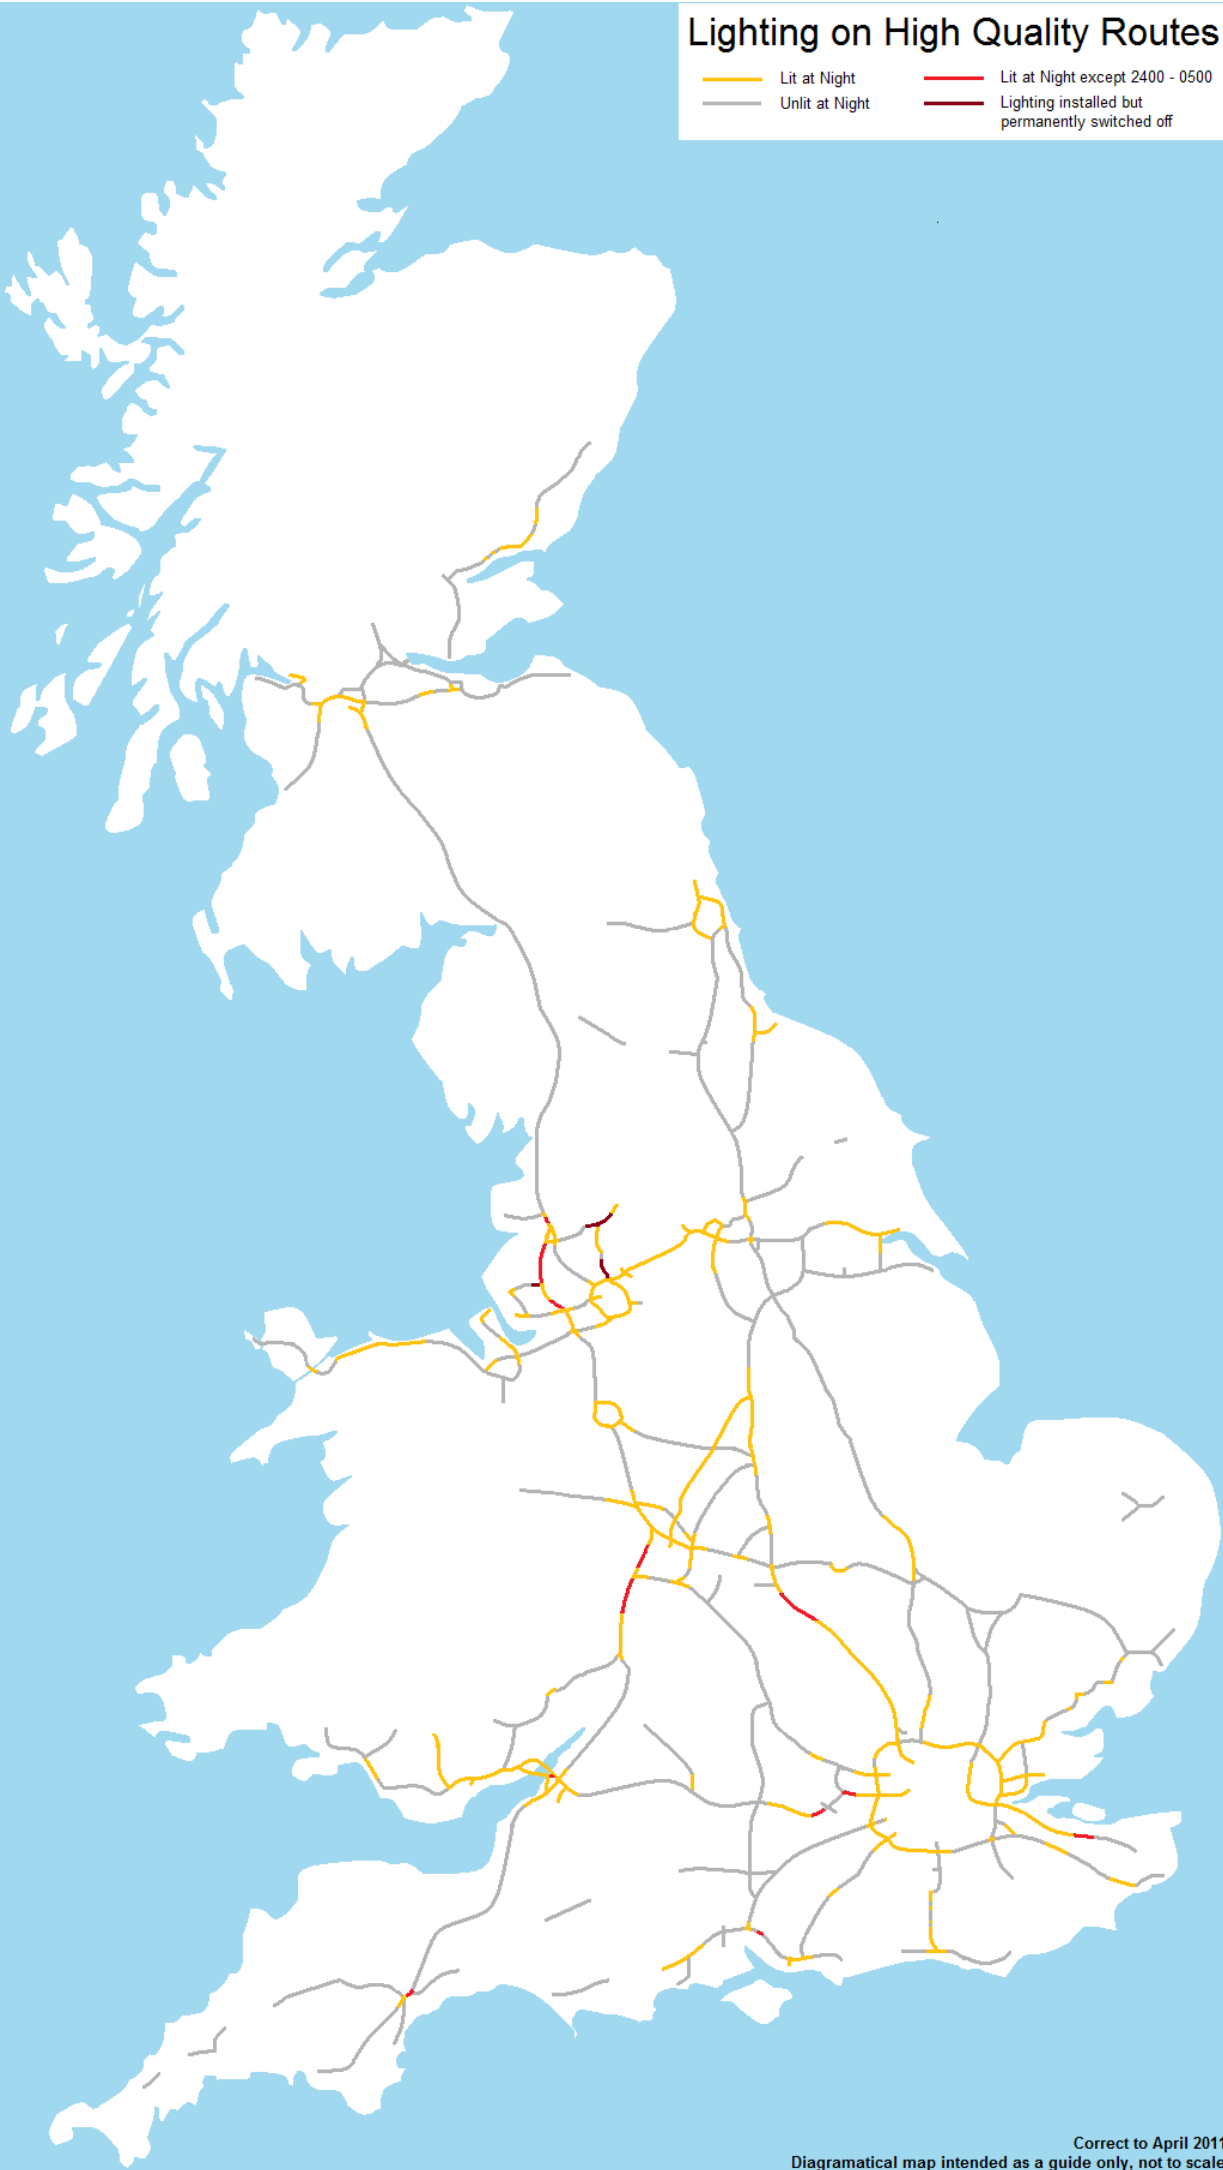 Lighting on High Quality Routes
Lit at Night
Lit at Night except 2400 - 0500
Unlit at Night
Lighting installed but
permanently switched off
Correct to April 2011
Diagramatical map intended as a guide only, not to scale